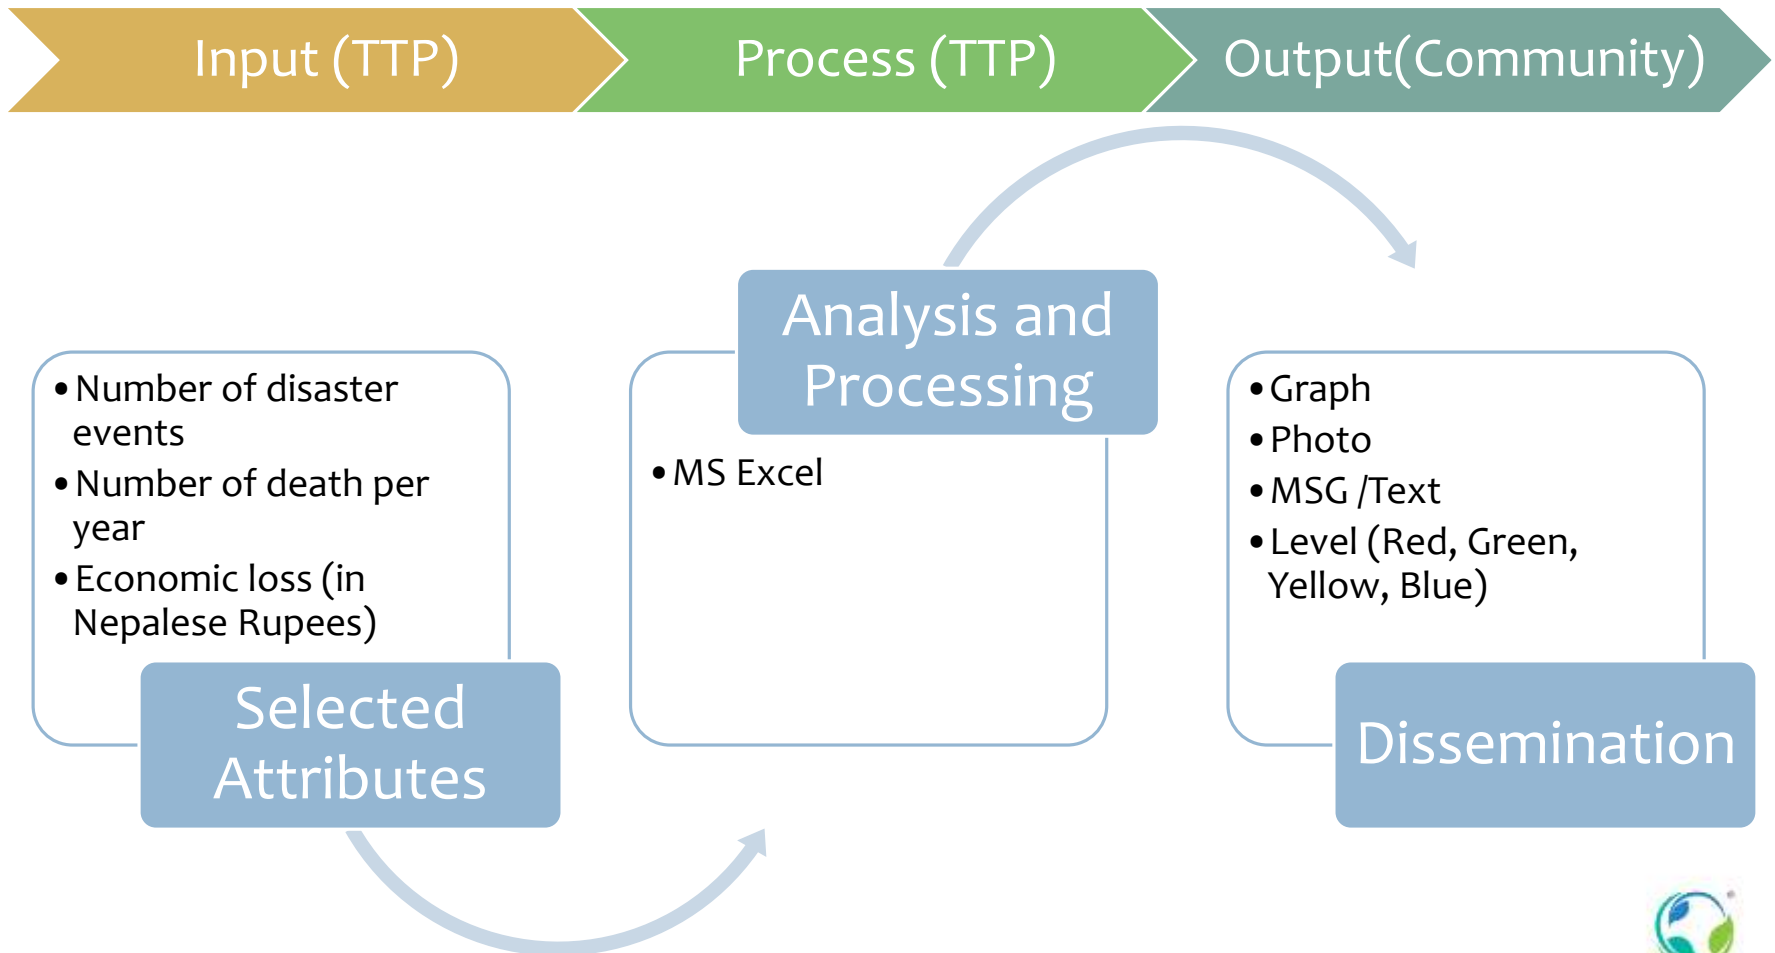 Input (TTP)
Process (TTP)
Output(Community)
•Number of disaster
events
•Number of death per
year
•Economic loss (in
Nepalese Rupees)
Selected
Attributes
Analysis and
Processing
•MS Excel
•Graph
•Photo
•MSG /Text
•Level (Red, Green,
Yellow, Blue)
Dissemination